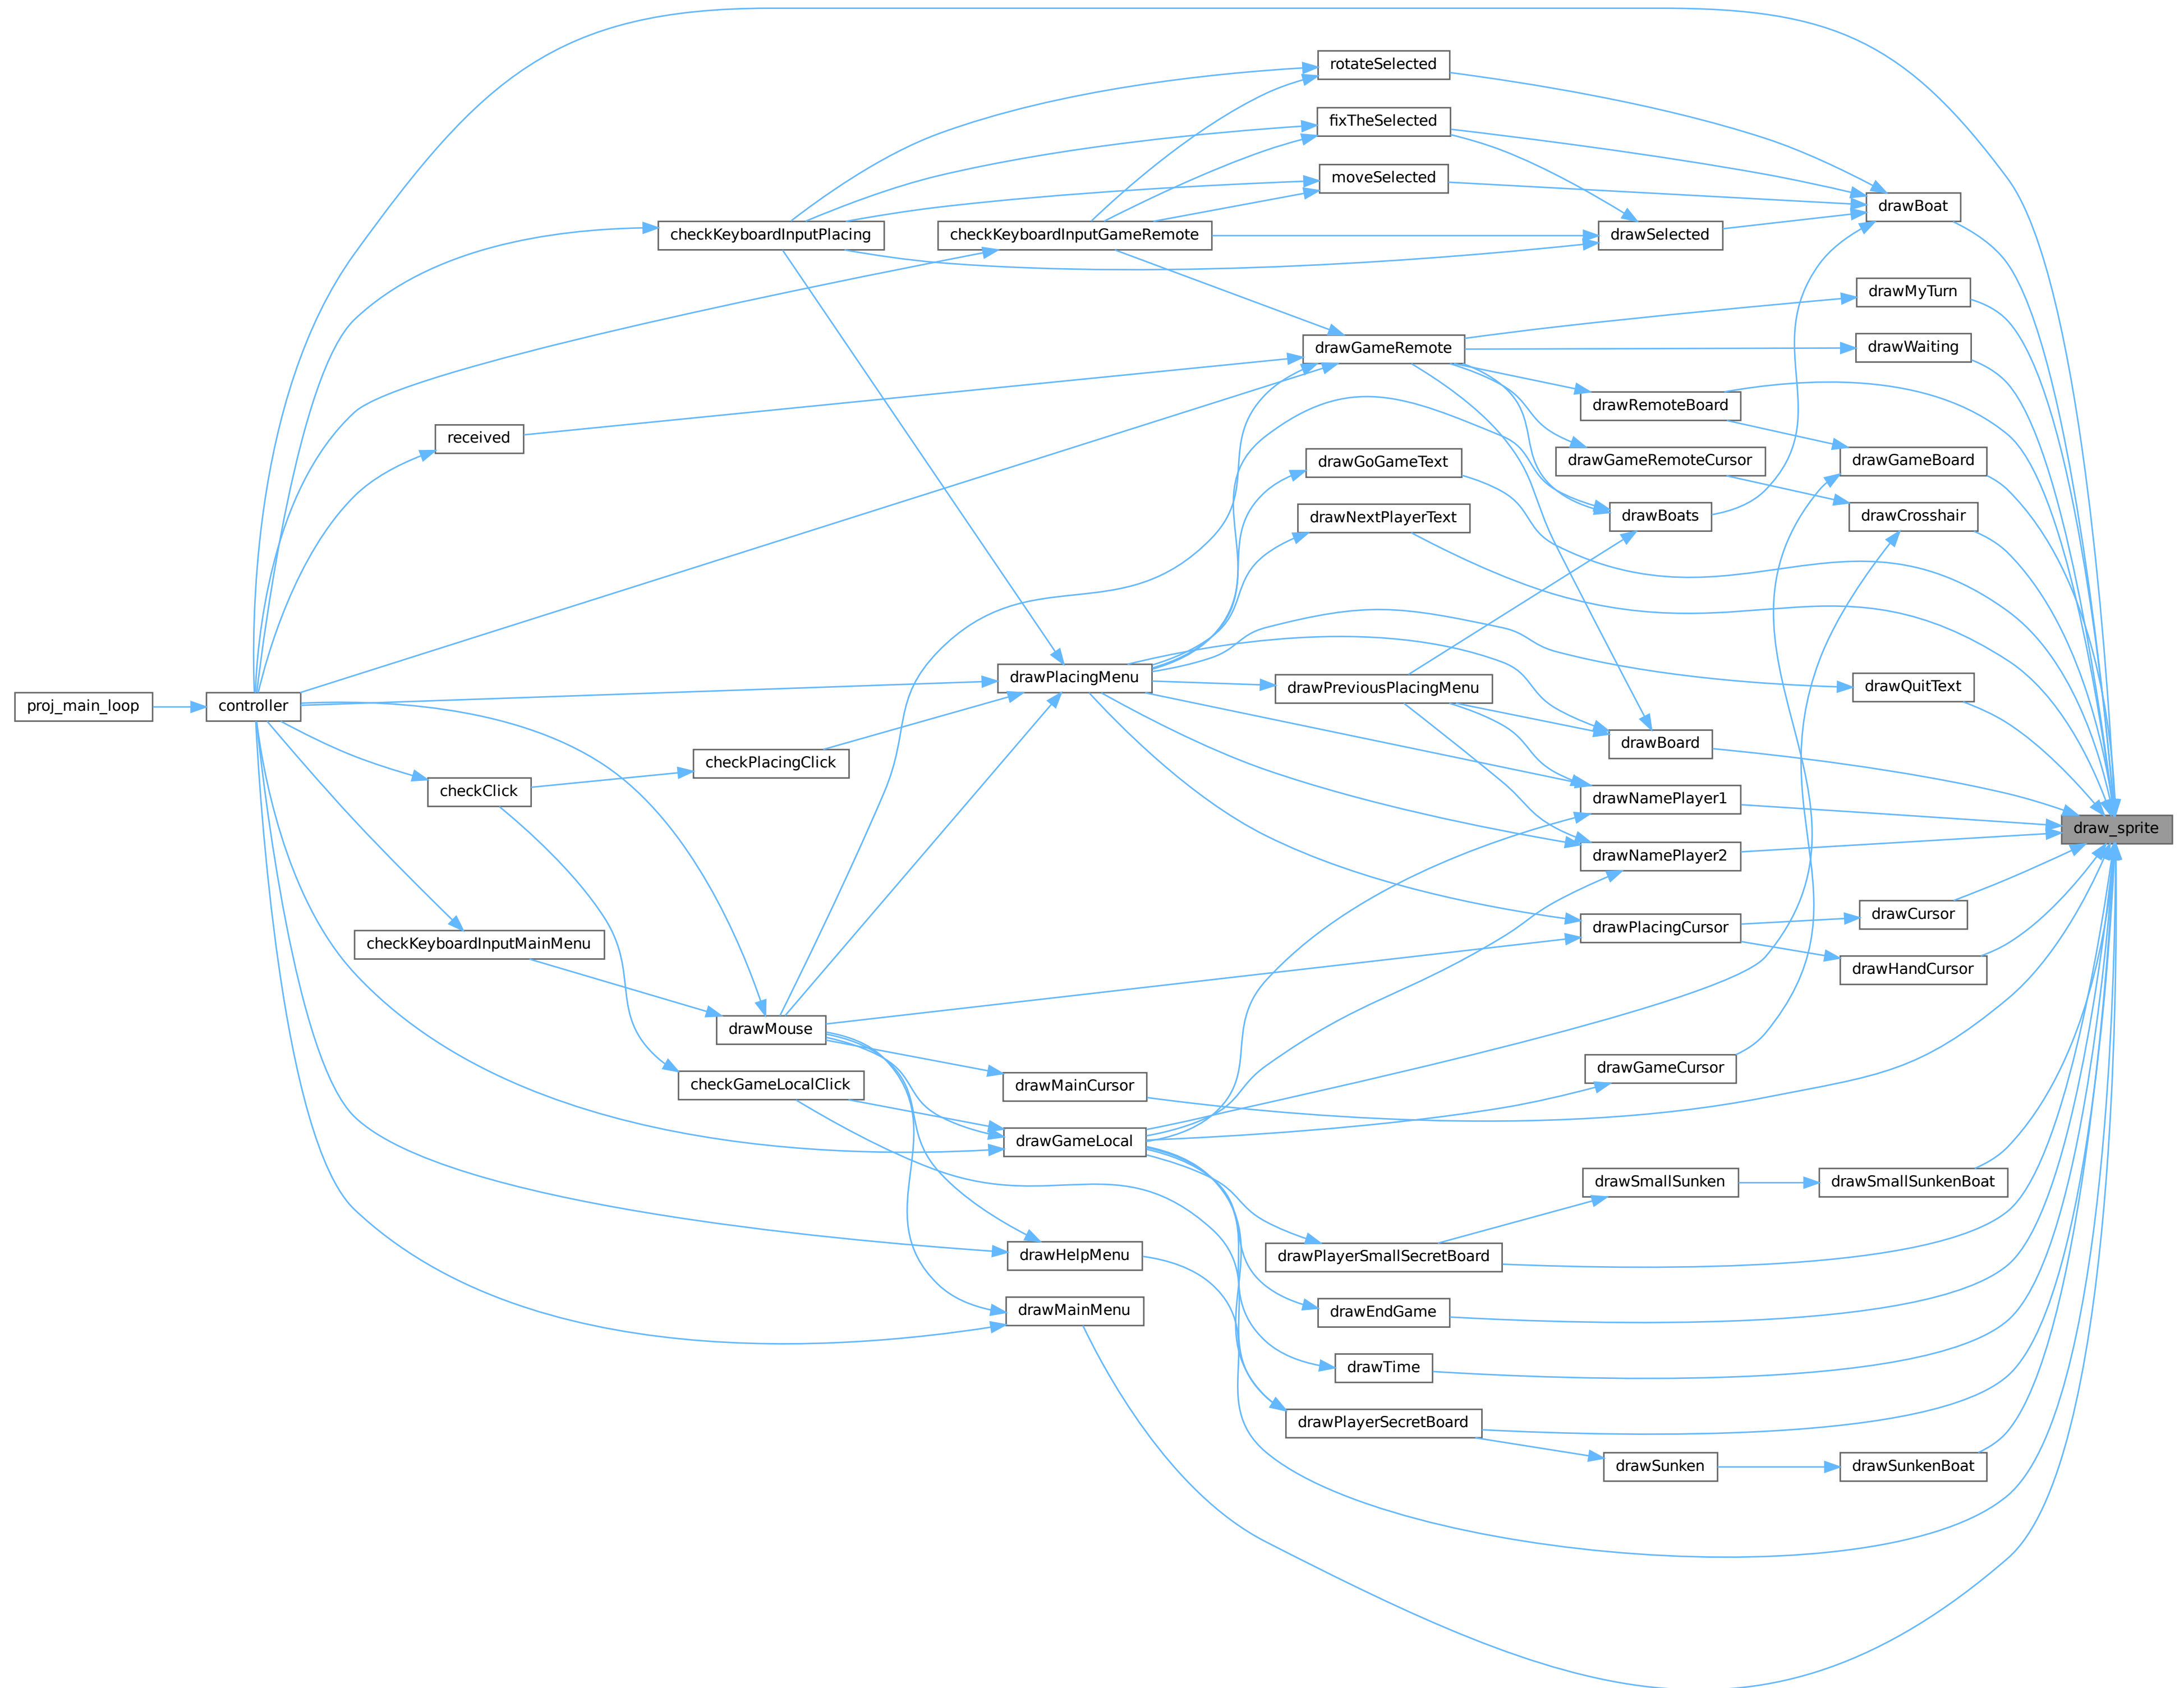 rotateSelected
fixTheSelected
moveSelected
drawBoat
checkKeyboardInputPlacing
checkKeyboardInputGameRemote
drawSelected
drawMyTurn
drawGameRemote
drawWaiting
drawRemoteBoard
received
drawGoGameText
drawGameRemoteCursor
drawGameBoard
drawNextPlayerText
drawBoats
drawCrosshair
proj_main_loop
controller
drawPlacingMenu
drawPreviousPlacingMenu
drawQuitText
drawBoard
checkPlacingClick
checkClick
drawNamePlayer1
draw_sprite
drawNamePlayer2
drawCursor
drawPlacingCursor
checkKeyboardInputMainMenu
drawHandCursor
drawMouse
drawGameCursor
checkGameLocalClick
drawMainCursor
drawGameLocal
drawSmallSunken
drawSmallSunkenBoat
drawHelpMenu
drawPlayerSmallSecretBoard
drawMainMenu
drawEndGame
drawTime
drawPlayerSecretBoard
drawSunken
drawSunkenBoat